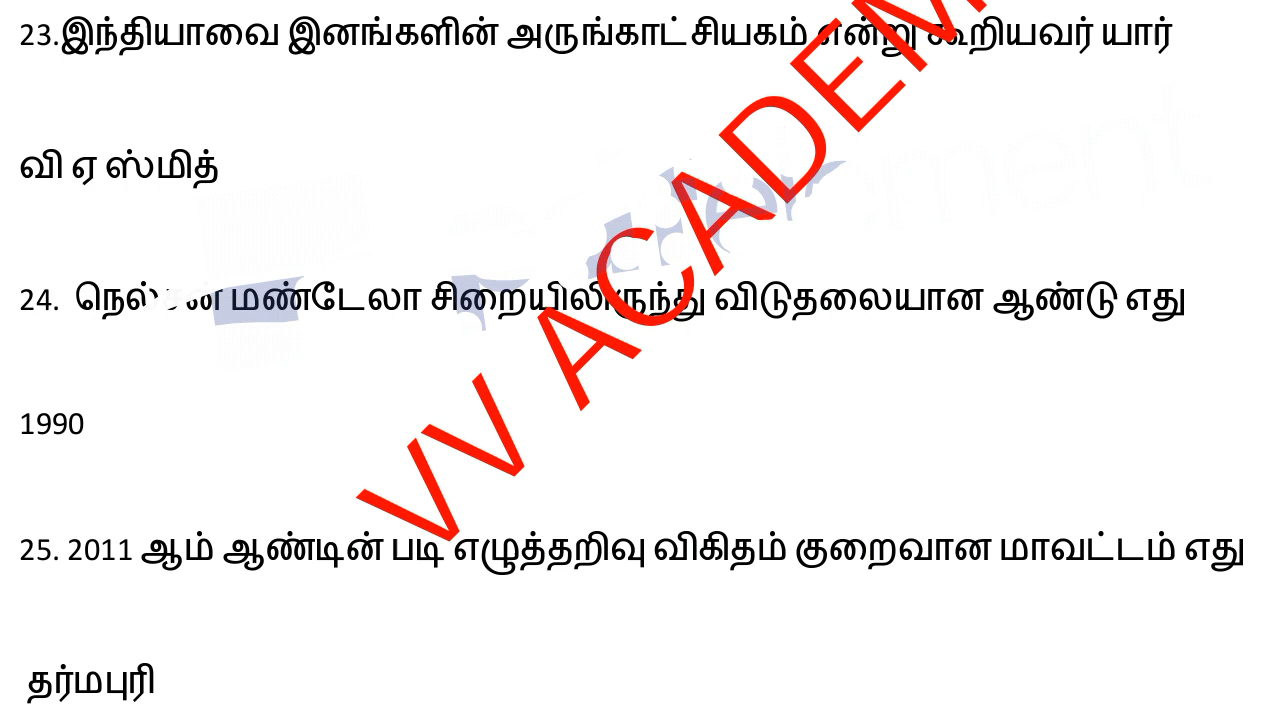 23.இந்தியாவை இனங்களின் அருங்காட்சியகம் என்று கூறியவர் யார்
வி ஏ ஸ்மித்
24. நெல்சன் மண்டேலா சிறையிலிருந்து விடுதலையான ஆண்டு எது
1990
25. 2011 ஆம் ஆண்டின் படி எழுத்தறிவு விகிதம் குறைவான மாவட்டம் எது
தர்மபுரி
VV ACADEM